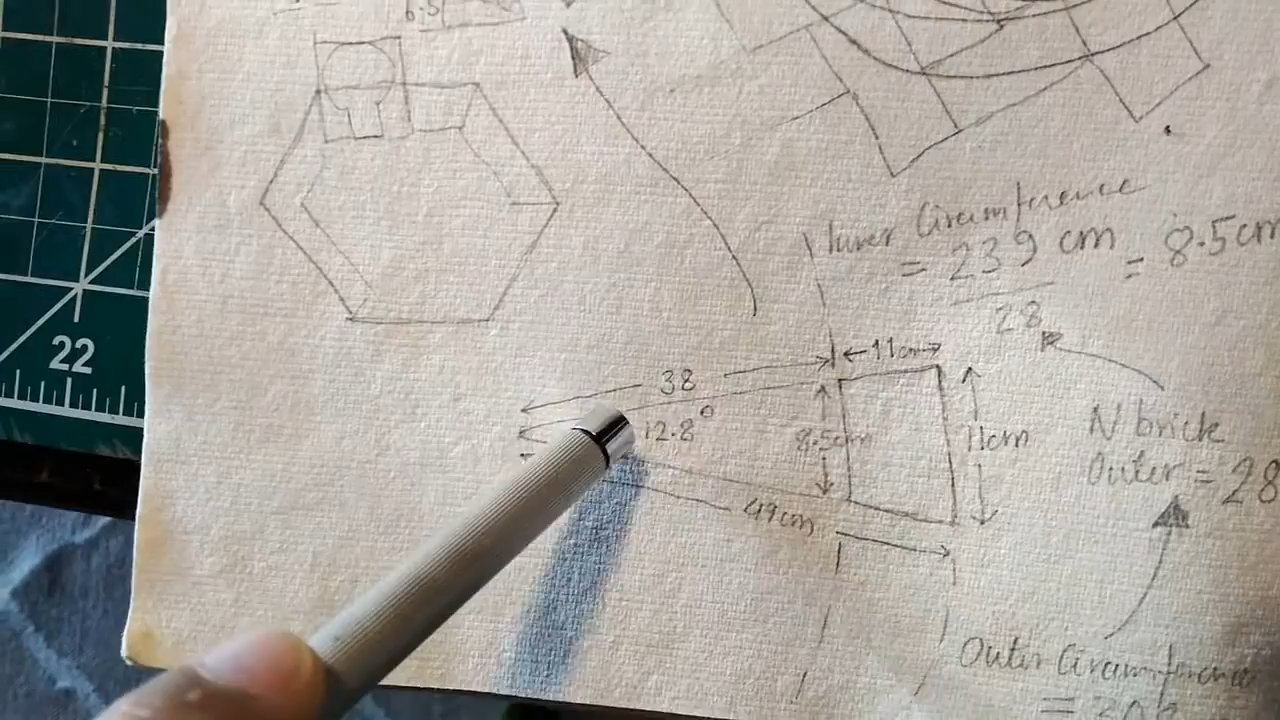 6.5
Inner Circumference
= 239 cm = 8.5cm
28
22
38
11cm
12.8°
8.5cm
11cm
N brick
Outer = 28
49cm
Outer Circumference